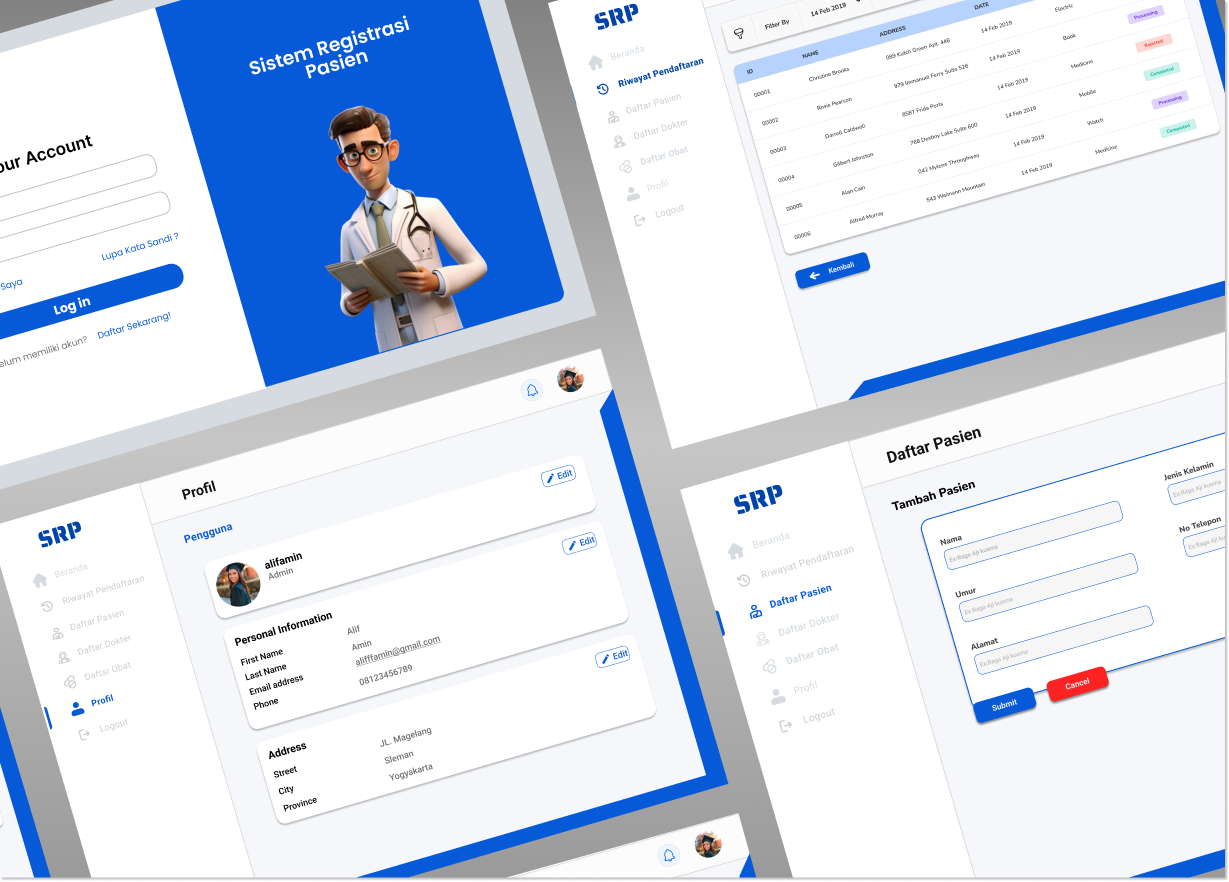 Sistem Registrasi
Pasien
our Account
Lupa Kata Sandi ?
Saya
Log in
elum memiliki akun? Daftar Sekarang!
SRP
Beranda
Riwayat Pendaftaran
Daftar Pasien
Daftar Dokter
Daftar Obat
Profil
Logout
Filter By
14 Feb 2019
ID NAME ADDRESS DATE
00001 Christine Brooks 089 Kutch Green Apt. 448 14 Feb 2019 Electric Processing
00002 Rosie Pearson 979 Immanuel Ferry Suite 526 14 Feb 2019 Book Rejected
00003 Darrell Caldwell 8587 Frida Ports 14 Feb 2019 Medicine Completed
00004 Gilbert Johnston 768 Destiny Lake Suite 600 14 Feb 2019 Mobile Processing
00005 Alan Cain 042 Mylene Throughway 14 Feb 2019 Watch Completed
00006 Alfred Murray 543 Weimann Mountain 14 Feb 2019 Medicine
Kembali
SRP
Beranda
Riwayat Pendaftaran
Daftar Pasien
Daftar Dokter
Daftar Obat
Profil
Logout
Profil
Pengguna
alifamin
Admin
Edit
Personal Information
Edit
First Name Alif
Last Name Amin
Email address alifffamin@gmail.com
Phone 08123456789
Address
Edit
Street JL. Magelang
City Sleman
Province Yogyakarta
SRP
Beranda
Riwayat Pendaftaran
Daftar Pasien
Daftar Dokter
Daftar Obat
Profil
Logout
Daftar Pasien
Tambah Pasien
Nama
Ex:Raga Aji kusma
Umur
Ex:Raga Aji kusma
Alamat
Ex:Raga Aji kusma
Jenis Kelamin
Ex:Raga Aji kusma
No Telepon
Ex:Raga Aji kusma
Submit
Cancel